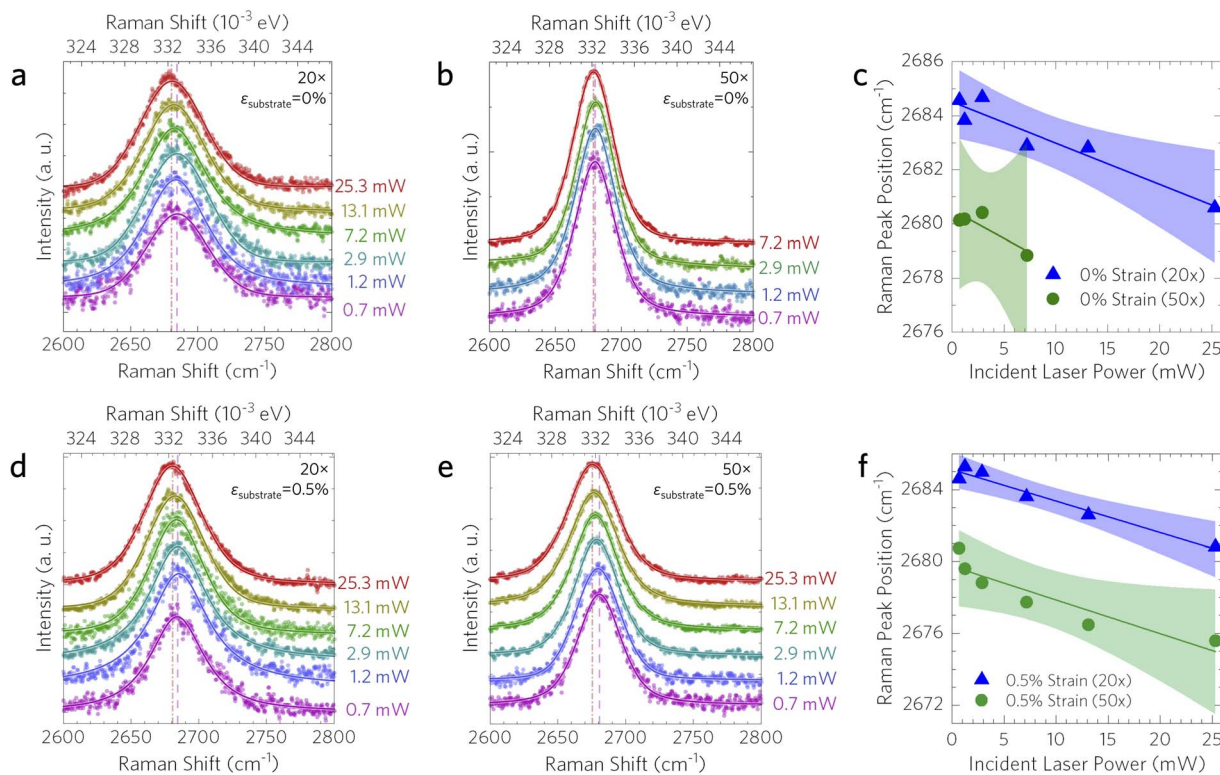 Raman Shift (10⁻³ eV)
324 328 332 336 340 344
a
20×
εsubstrate=0%
Intensity (a. u.)
25.3 mW
13.1 mW
7.2 mW
2.9 mW
1.2 mW
0.7 mW
2600 2650 2700 2750 2800
Raman Shift (cm⁻¹)
Raman Shift (10⁻³ eV)
324 328 332 336 340 344
b
50×
εsubstrate=0%
Intensity (a. u.)
7.2 mW
2.9 mW
1.2 mW
0.7 mW
2600 2650 2700 2750 2800
Raman Shift (cm⁻¹)
c
Raman Peak Position (cm⁻¹)
2686
2684
2682
2680
2678
2676
0% Strain (20x)
0% Strain (50x)
0 5 10 15 20 25
Incident Laser Power (mW)
Raman Shift (10⁻³ eV)
324 328 332 336 340 344
d
20×
εsubstrate=0.5%
Intensity (a. u.)
25.3 mW
13.1 mW
7.2 mW
2.9 mW
1.2 mW
0.7 mW
2600 2650 2700 2750 2800
Raman Shift (cm⁻¹)
Raman Shift (10⁻³ eV)
324 328 332 336 340 344
e
50×
εsubstrate=0.5%
Intensity (a. u.)
25.3 mW
13.1 mW
7.2 mW
2.9 mW
1.2 mW
0.7 mW
2600 2650 2700 2750 2800
Raman Shift (cm⁻¹)
f
Raman Peak Position (cm⁻¹)
2684
2680
2676
2672
0.5% Strain (20x)
0.5% Strain (50x)
0 5 10 15 20 25
Incident Laser Power (mW)